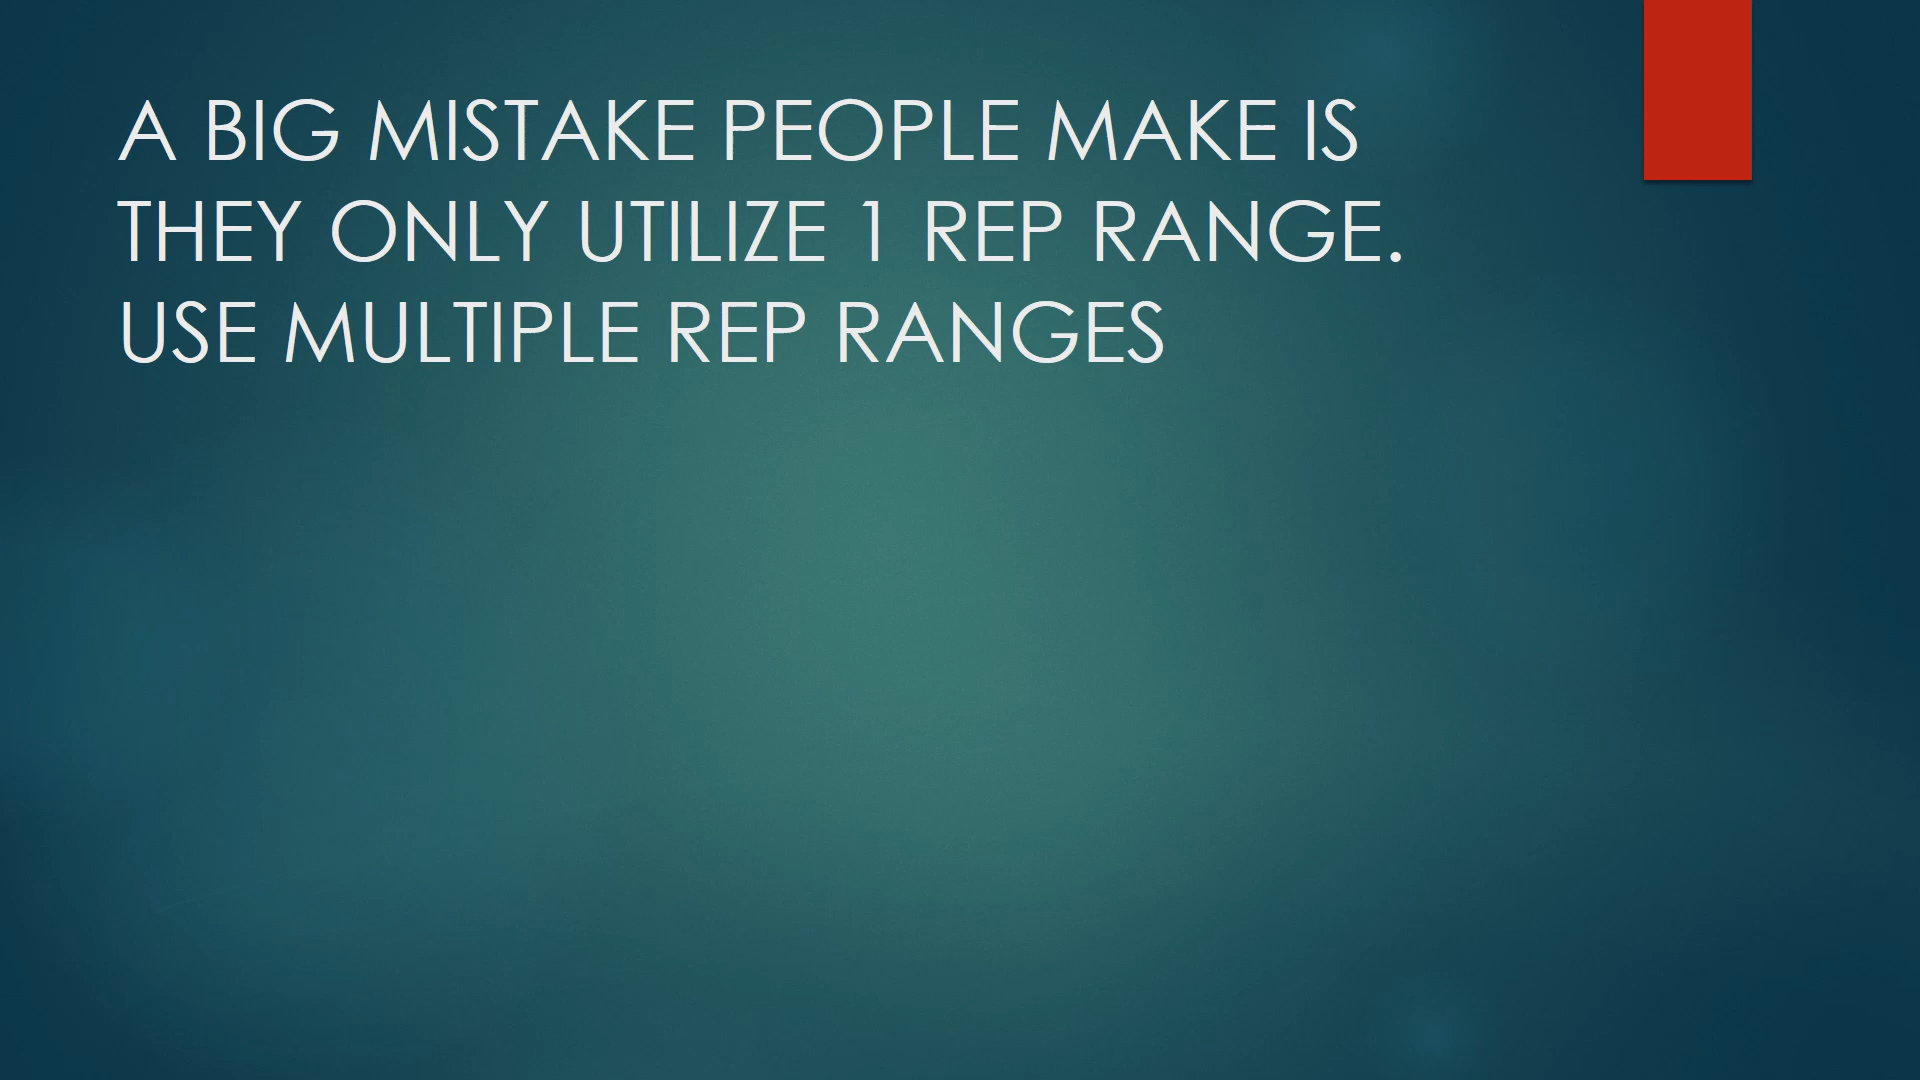 A BIG MISTAKE PEOPLE MAKE IS
THEY ONLY UTILIZE 1 REP RANGE.
USE MULTIPLE REP RANGES